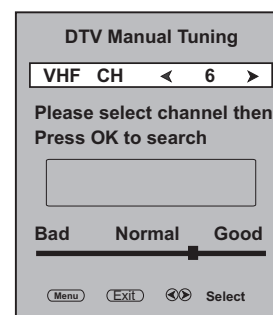 DTV Manual Tuning
VHF CH 6
Please select channel then
Press OK to search
Bad Normal Good
Menu Exit Select